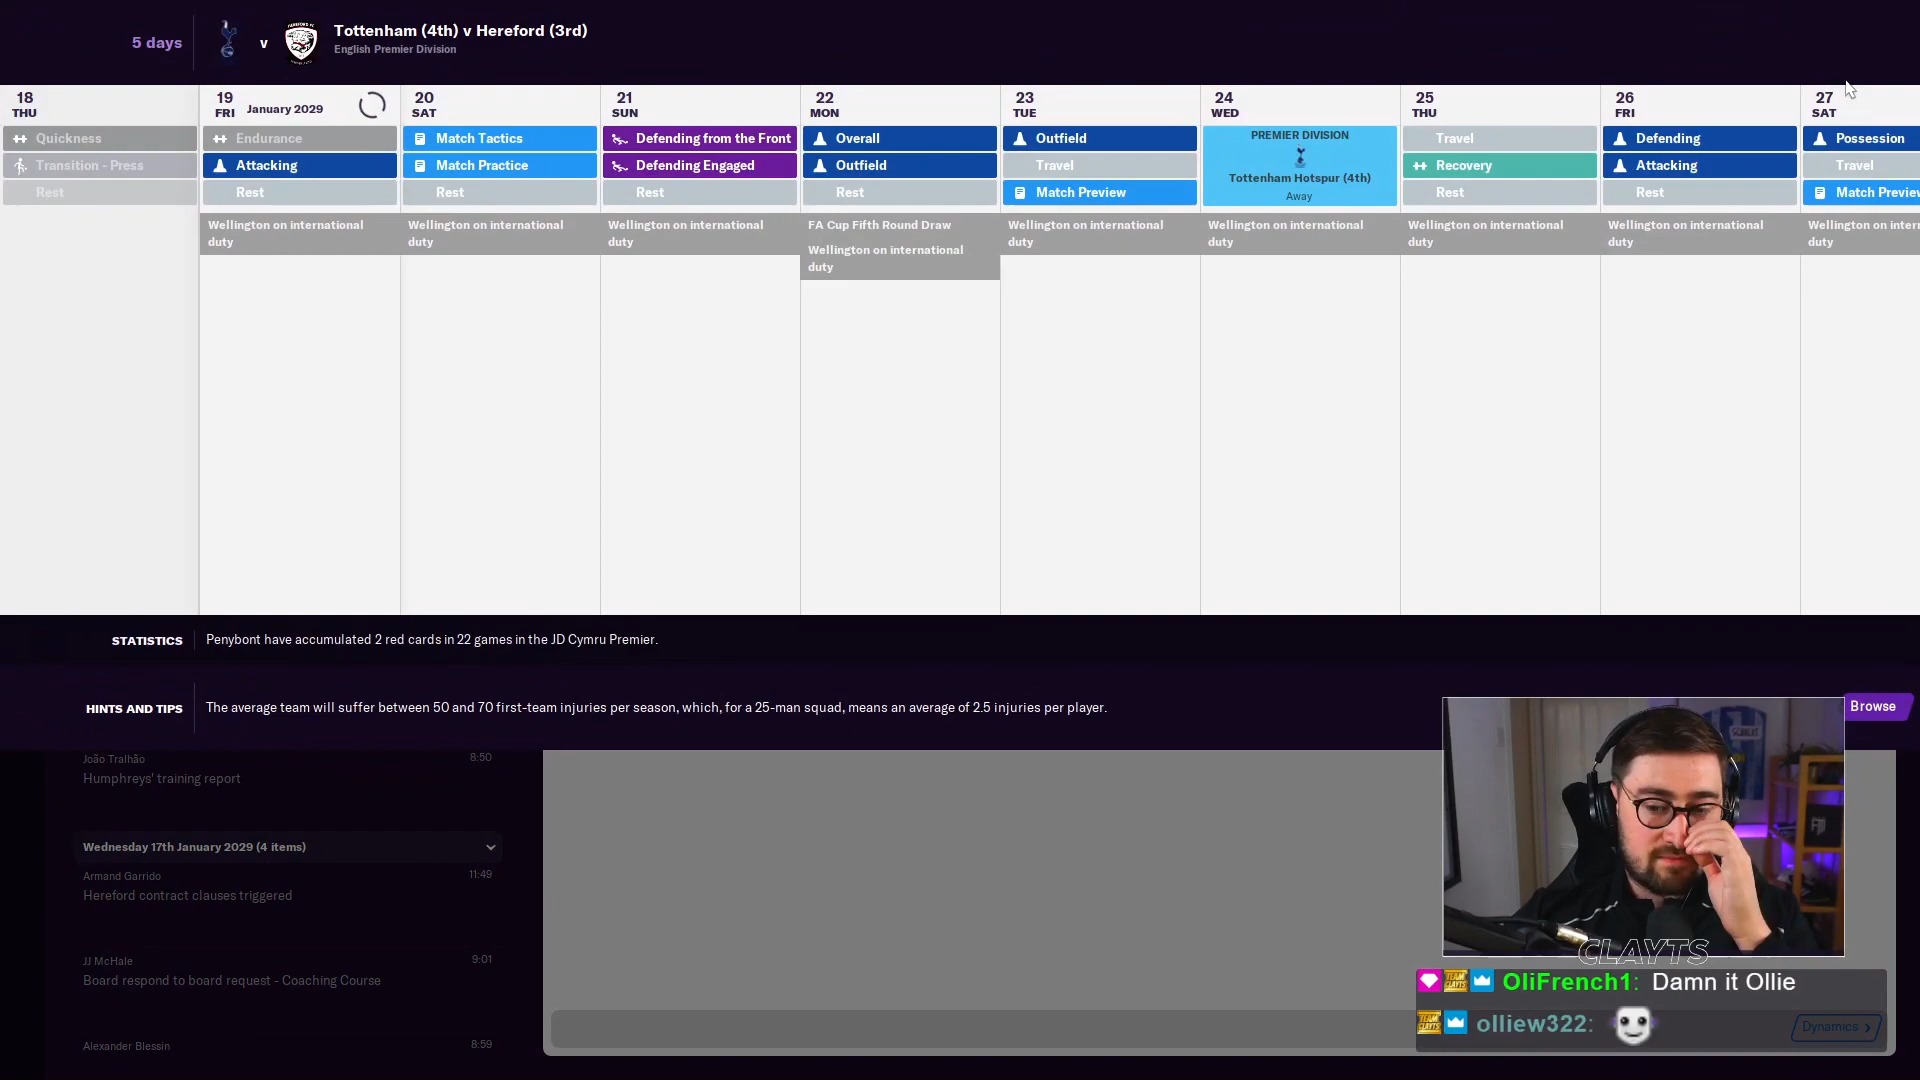 5 days
v
Tottenham (4th) v Hereford (3rd)
English Premier Division
18
THU
Quickness
Transition - Press
Rest
19
FRI
January 2029
Endurance
Attacking
Rest
Wellington on international
duty
20
SAT
Match Tactics
Match Practice
Rest
Wellington on international
duty
21
SUN
Defending from the Front
Defending Engaged
Rest
Wellington on international
duty
22
MON
Overall
Outfield
Rest
FA Cup Fifth Round Draw
Wellington on international
duty
23
TUE
Outfield
Travel
Match Preview
Wellington on international
duty
24
WED
PREMIER DIVISION
Tottenham Hotspur (4th)
Away
Wellington on international
duty
25
THU
Travel
Recovery
Rest
Wellington on international
duty
26
FRI
Defending
Attacking
Rest
Wellington on international
duty
27
SAT
Possession
Travel
Match Preview
Wellington on intern
duty
STATISTICS
Penybont have accumulated 2 red cards in 22 games in the JD Cymru Premier.
HINTS AND TIPS
The average team will suffer between 50 and 70 first-team injuries per season, which, for a 25-man squad, means an average of 2.5 injuries per player.
Browse
João Tralhão
8:50
Humphreys' training report
Wednesday 17th January 2029 (4 items)
Armand Garrido
11:49
Hereford contract clauses triggered
JJ McHale
9:01
Board respond to board request - Coaching Course
Alexander Blessin
8:59
CLAYTS
OliFrench1: Damn it Ollie
olliew322:
Dynamics